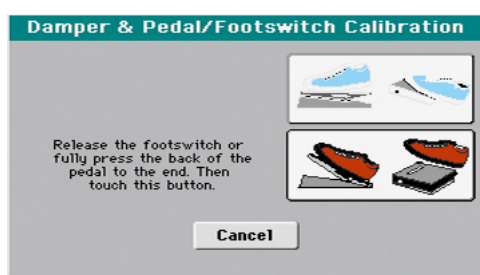 Damper & Pedal/Footswitch Calibration
Release the footswitch or
fully press the back of the
pedal to the end. Then
touch this button.
Cancel